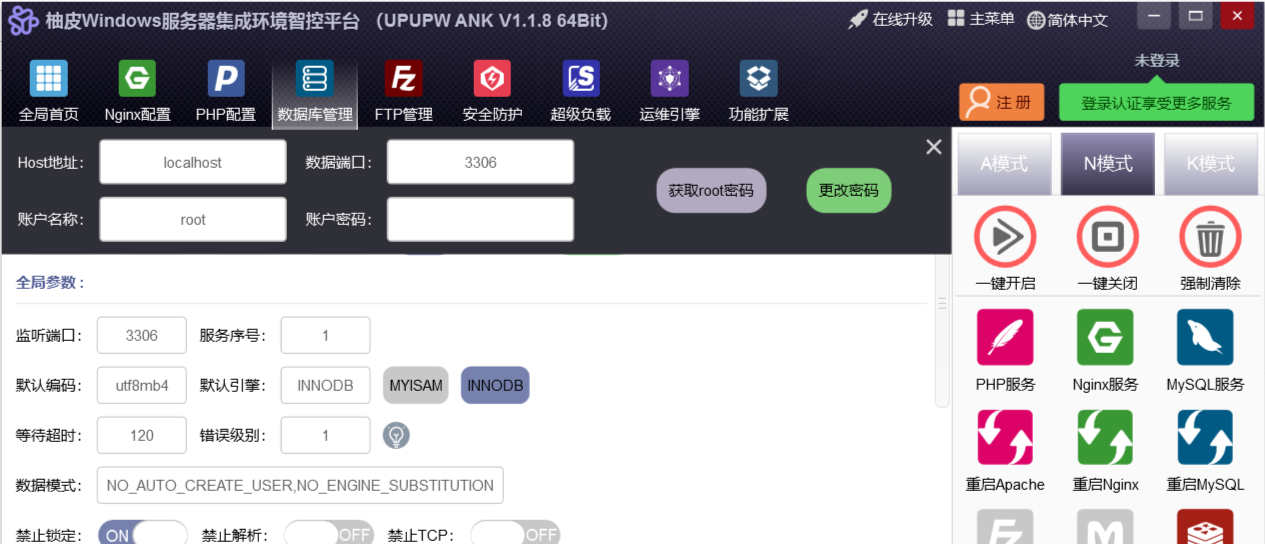 柚皮Windows服务器集成环境智控平台 (UPUPW ANK V1.1.8 64Bit) 在线升级 主菜单 简体中文
未登录
全局首页 Nginx配置 PHP配置 数据库管理 FTP管理 安全防护 超级负载 运维引擎 功能扩展 注册 登录认证享受更多服务
Host地址: localhost 数据端口: 3306
获取root密码 更改密码
账户名称: root 账户密码:
A模式 N模式 K模式
一键开启 一键关闭 强制清除
全局参数:
监听端口: 3306 服务序号: 1
默认编码: utf8mb4 默认引擎: INNODB MYISAM INNODB
等待超时: 120 错误级别: 1
数据模式: NO_AUTO_CREATE_USER,NO_ENGINE_SUBSTITUTION
禁止锁定: ON 禁止解析: OFF 禁止TCP: OFF
PHP服务 Nginx服务 MySQL服务
重启Apache 重启Nginx 重启MySQL